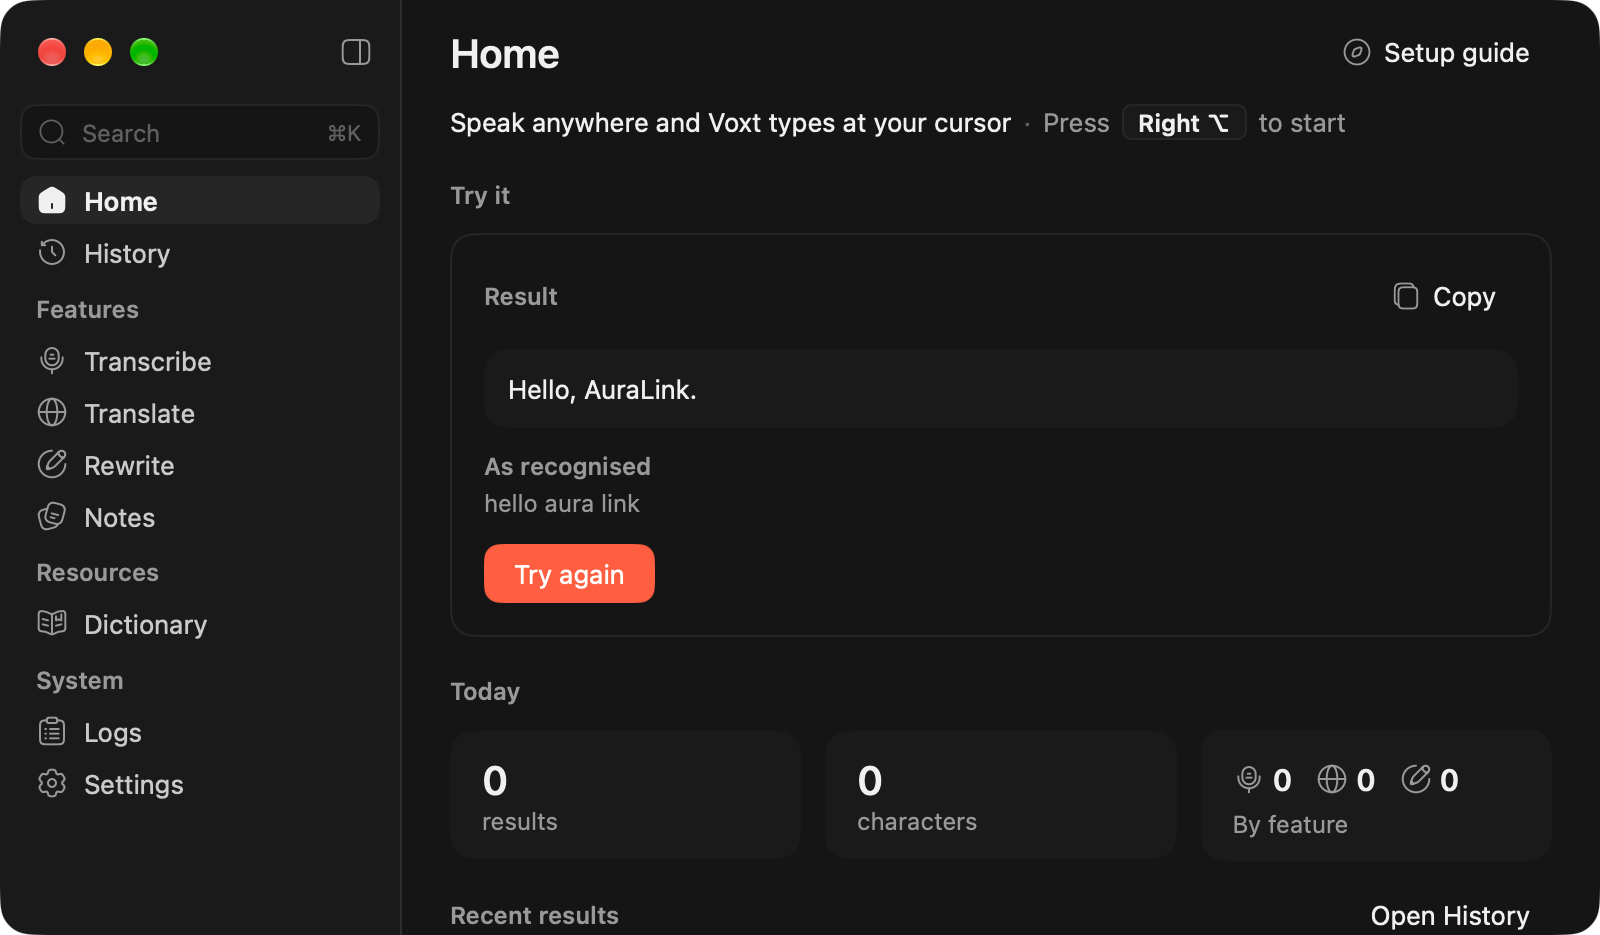 Search ⌘K
Home
History
Features
Transcribe
Translate
Rewrite
Notes
Resources
Dictionary
System
Logs
Settings
Home
Setup guide
Speak anywhere and Voxt types at your cursor · Press Right ⌥ to start
Try it
Result
Copy
Hello, AuraLink.
As recognised
hello aura link
Try again
Today
0
results
0
characters
0 0 0
By feature
Recent results
Open History